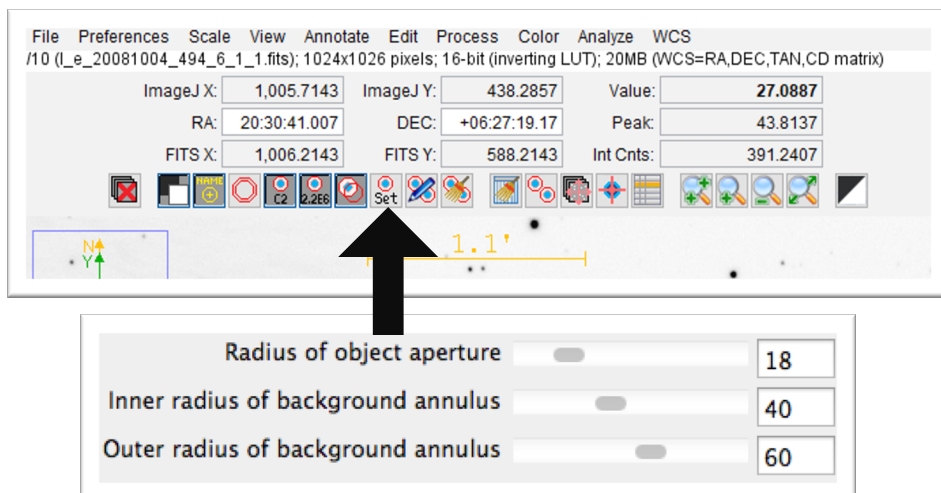 File Preferences Scale View Annotate Edit Process Color Analyze WCS
/10 (l_e_20081004_494_6_1_1.fits); 1024x1026 pixels; 16-bit (inverting LUT); 20MB (WCS=RA,DEC,TAN,CD matrix)
ImageJ X: 1,005.7143 ImageJ Y: 438.2857 Value: 27.0887
RA: 20:30:41.007 DEC: +06:27:19.17 Peak: 43.8137
FITS X: 1,006.2143 FITS Y: 588.2143 Int Cnts: 391.2407
NAME C2 2.2E6 Set
1.1'
N
Y
Radius of object aperture 18
Inner radius of background annulus 40
Outer radius of background annulus 60